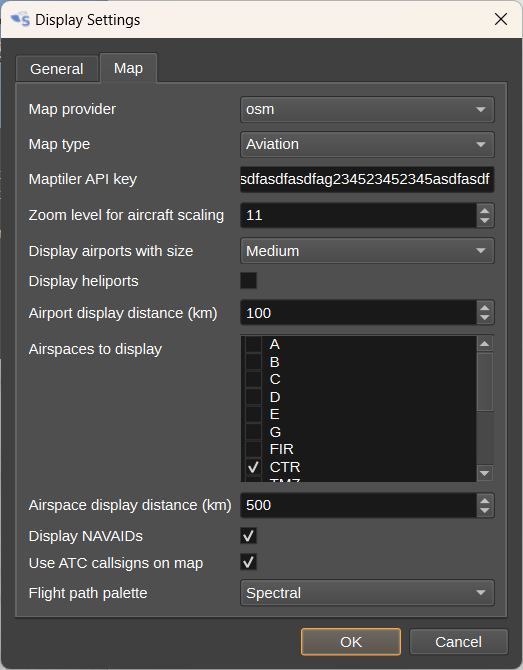 Display Settings
General Map
Map provider osm
Map type Aviation
Maptiler API key sdfasdfasdfag234523452345asdfasdf
Zoom level for aircraft scaling 11
Display airports with size Medium
Display heliports
Airport display distance (km) 100
Airspaces to display A
B
C
D
E
G
FIR
CTR
TMZ
Airspace display distance (km) 500
Display NAVAIDs
Use ATC callsigns on map
Flight path palette Spectral
OK Cancel